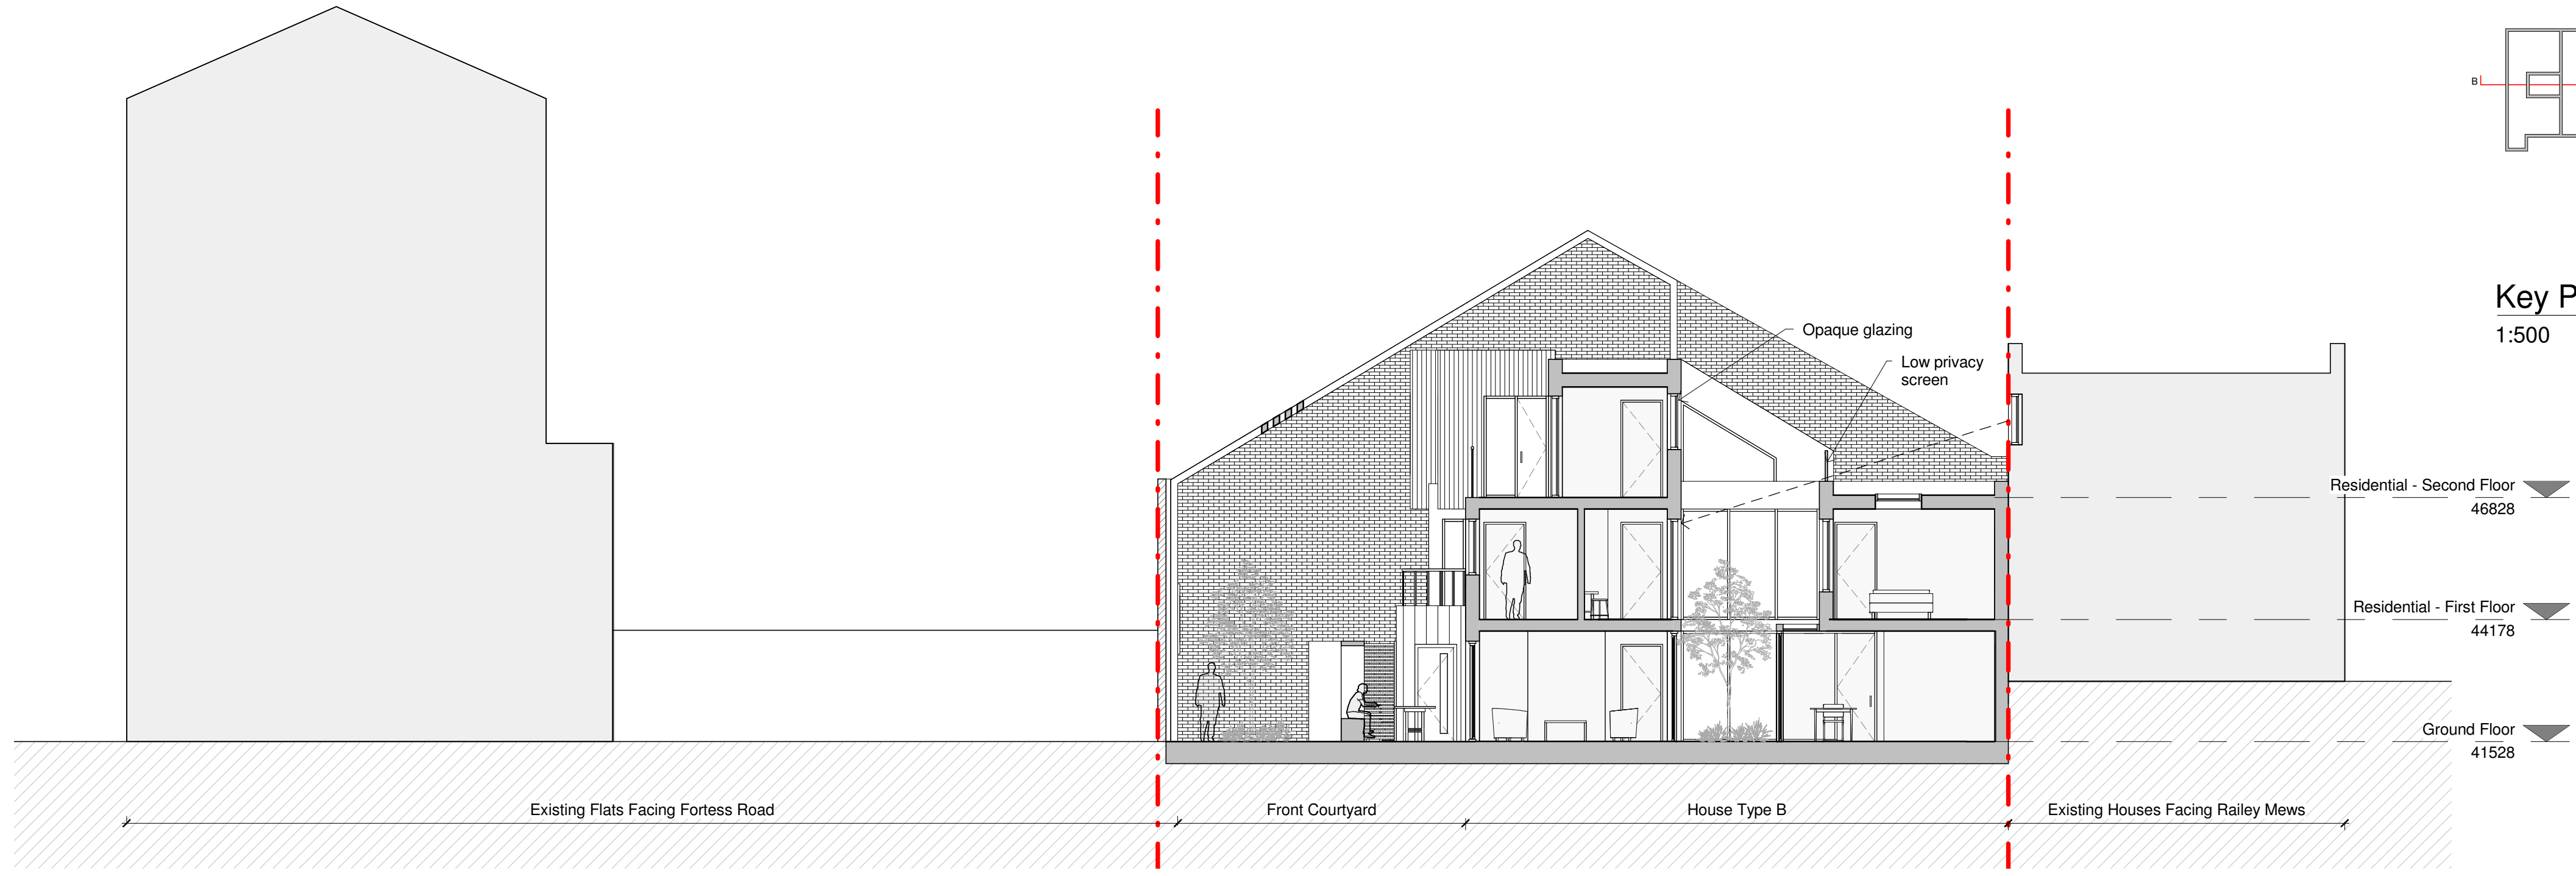 B
Key P
1:500
Opaque glazing
Low privacy
screen
Residential - Second Floor
46828
Residential - First Floor
44178
Ground Floor
41528
Existing Flats Facing Fortess Road
Front Courtyard
House Type B
Existing Houses Facing Railey Mews